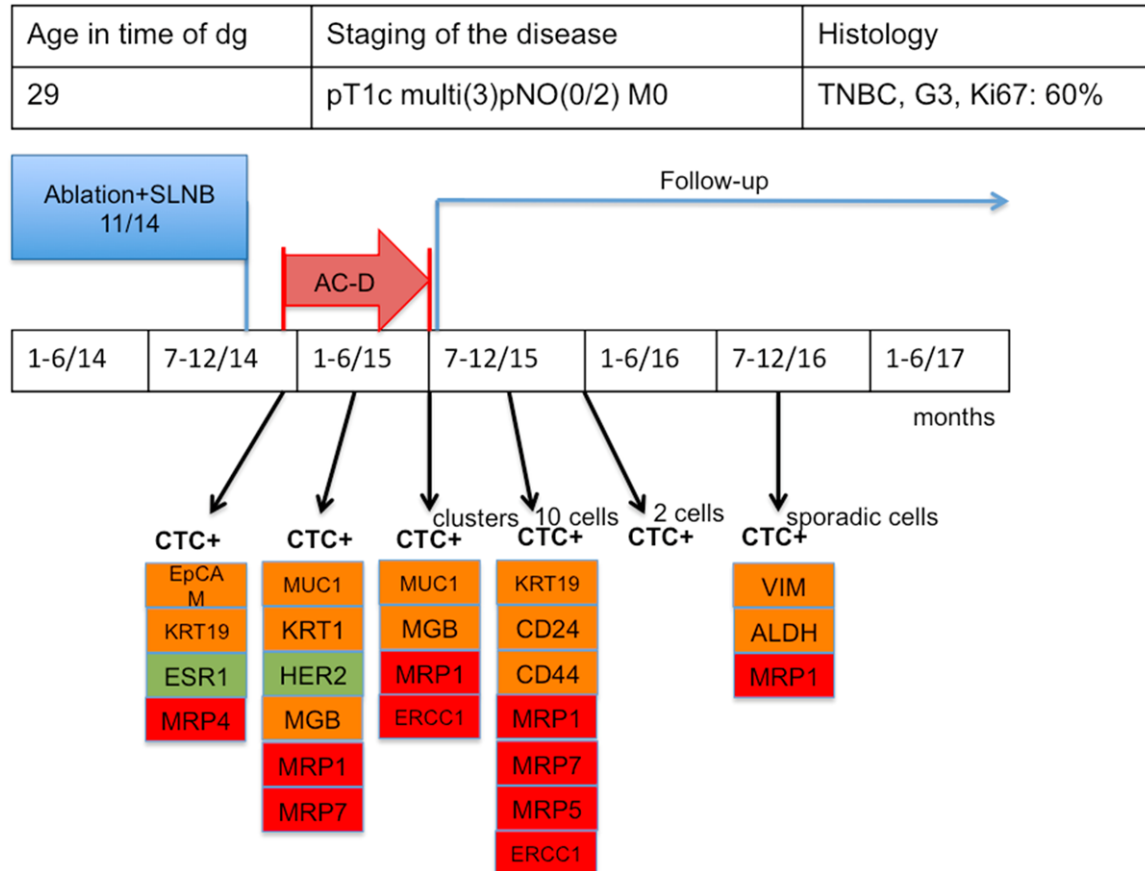 Age in time of dg
Staging of the disease
Histology
29
pT1c multi(3)pNO(0/2) M0
TNBC, G3, Ki67: 60%
Ablation+SLNB
11/14
Follow-up
AC-D
1-6/14
7-12/14
1-6/15
7-12/15
1-6/16
7-12/16
1-6/17
months
CTC+
CTC+
clusters
CTC+
10 cells
CTC+
2 cells
CTC+
sporadic cells
CTC+
EpCA
M
KRT19
ESR1
MRP4
MUC1
KRT1
HER2
MGB
MRP1
MRP7
MUC1
MGB
MRP1
ERCC1
KRT19
CD24
CD44
MRP1
MRP7
MRP5
ERCC1
VIM
ALDH
MRP1